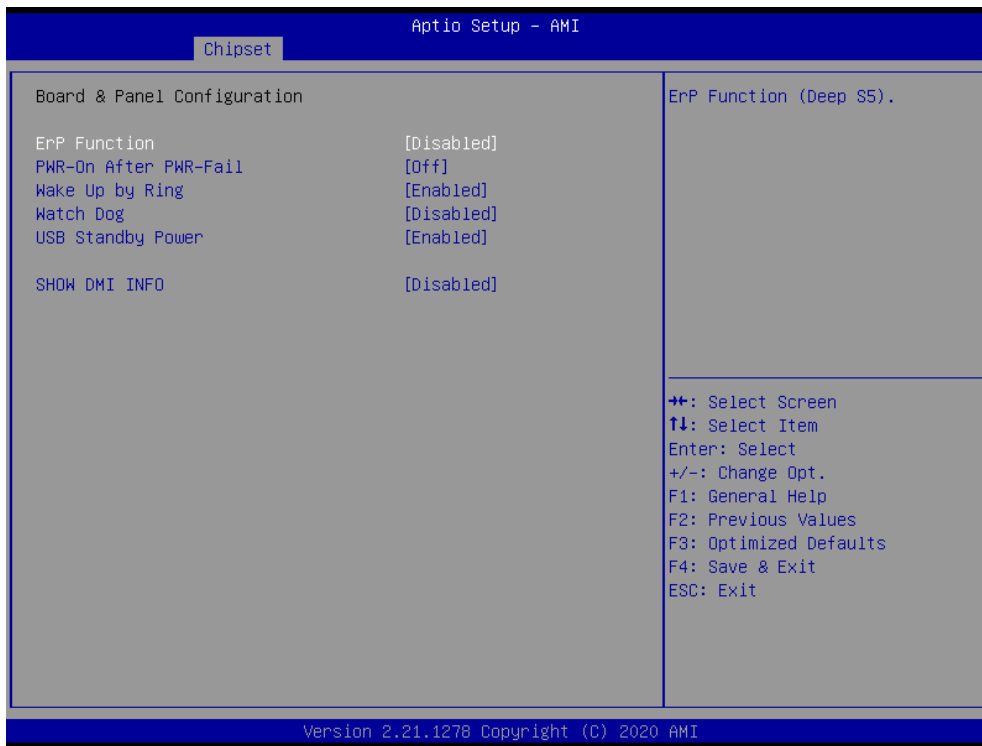 Aptio Setup – AMI
Chipset
Board & Panel Configuration
ErP Function [Disabled]
PWR-On After PWR-Fail [Off]
Wake Up by Ring [Enabled]
Watch Dog [Disabled]
USB Standby Power [Enabled]
SHOW DMI INFO [Disabled]
ErP Function (Deep S5).
→←: Select Screen
↑↓: Select Item
Enter: Select
+/-: Change Opt.
F1: General Help
F2: Previous Values
F3: Optimized Defaults
F4: Save & Exit
ESC: Exit
Version 2.21.1278 Copyright (C) 2020 AMI